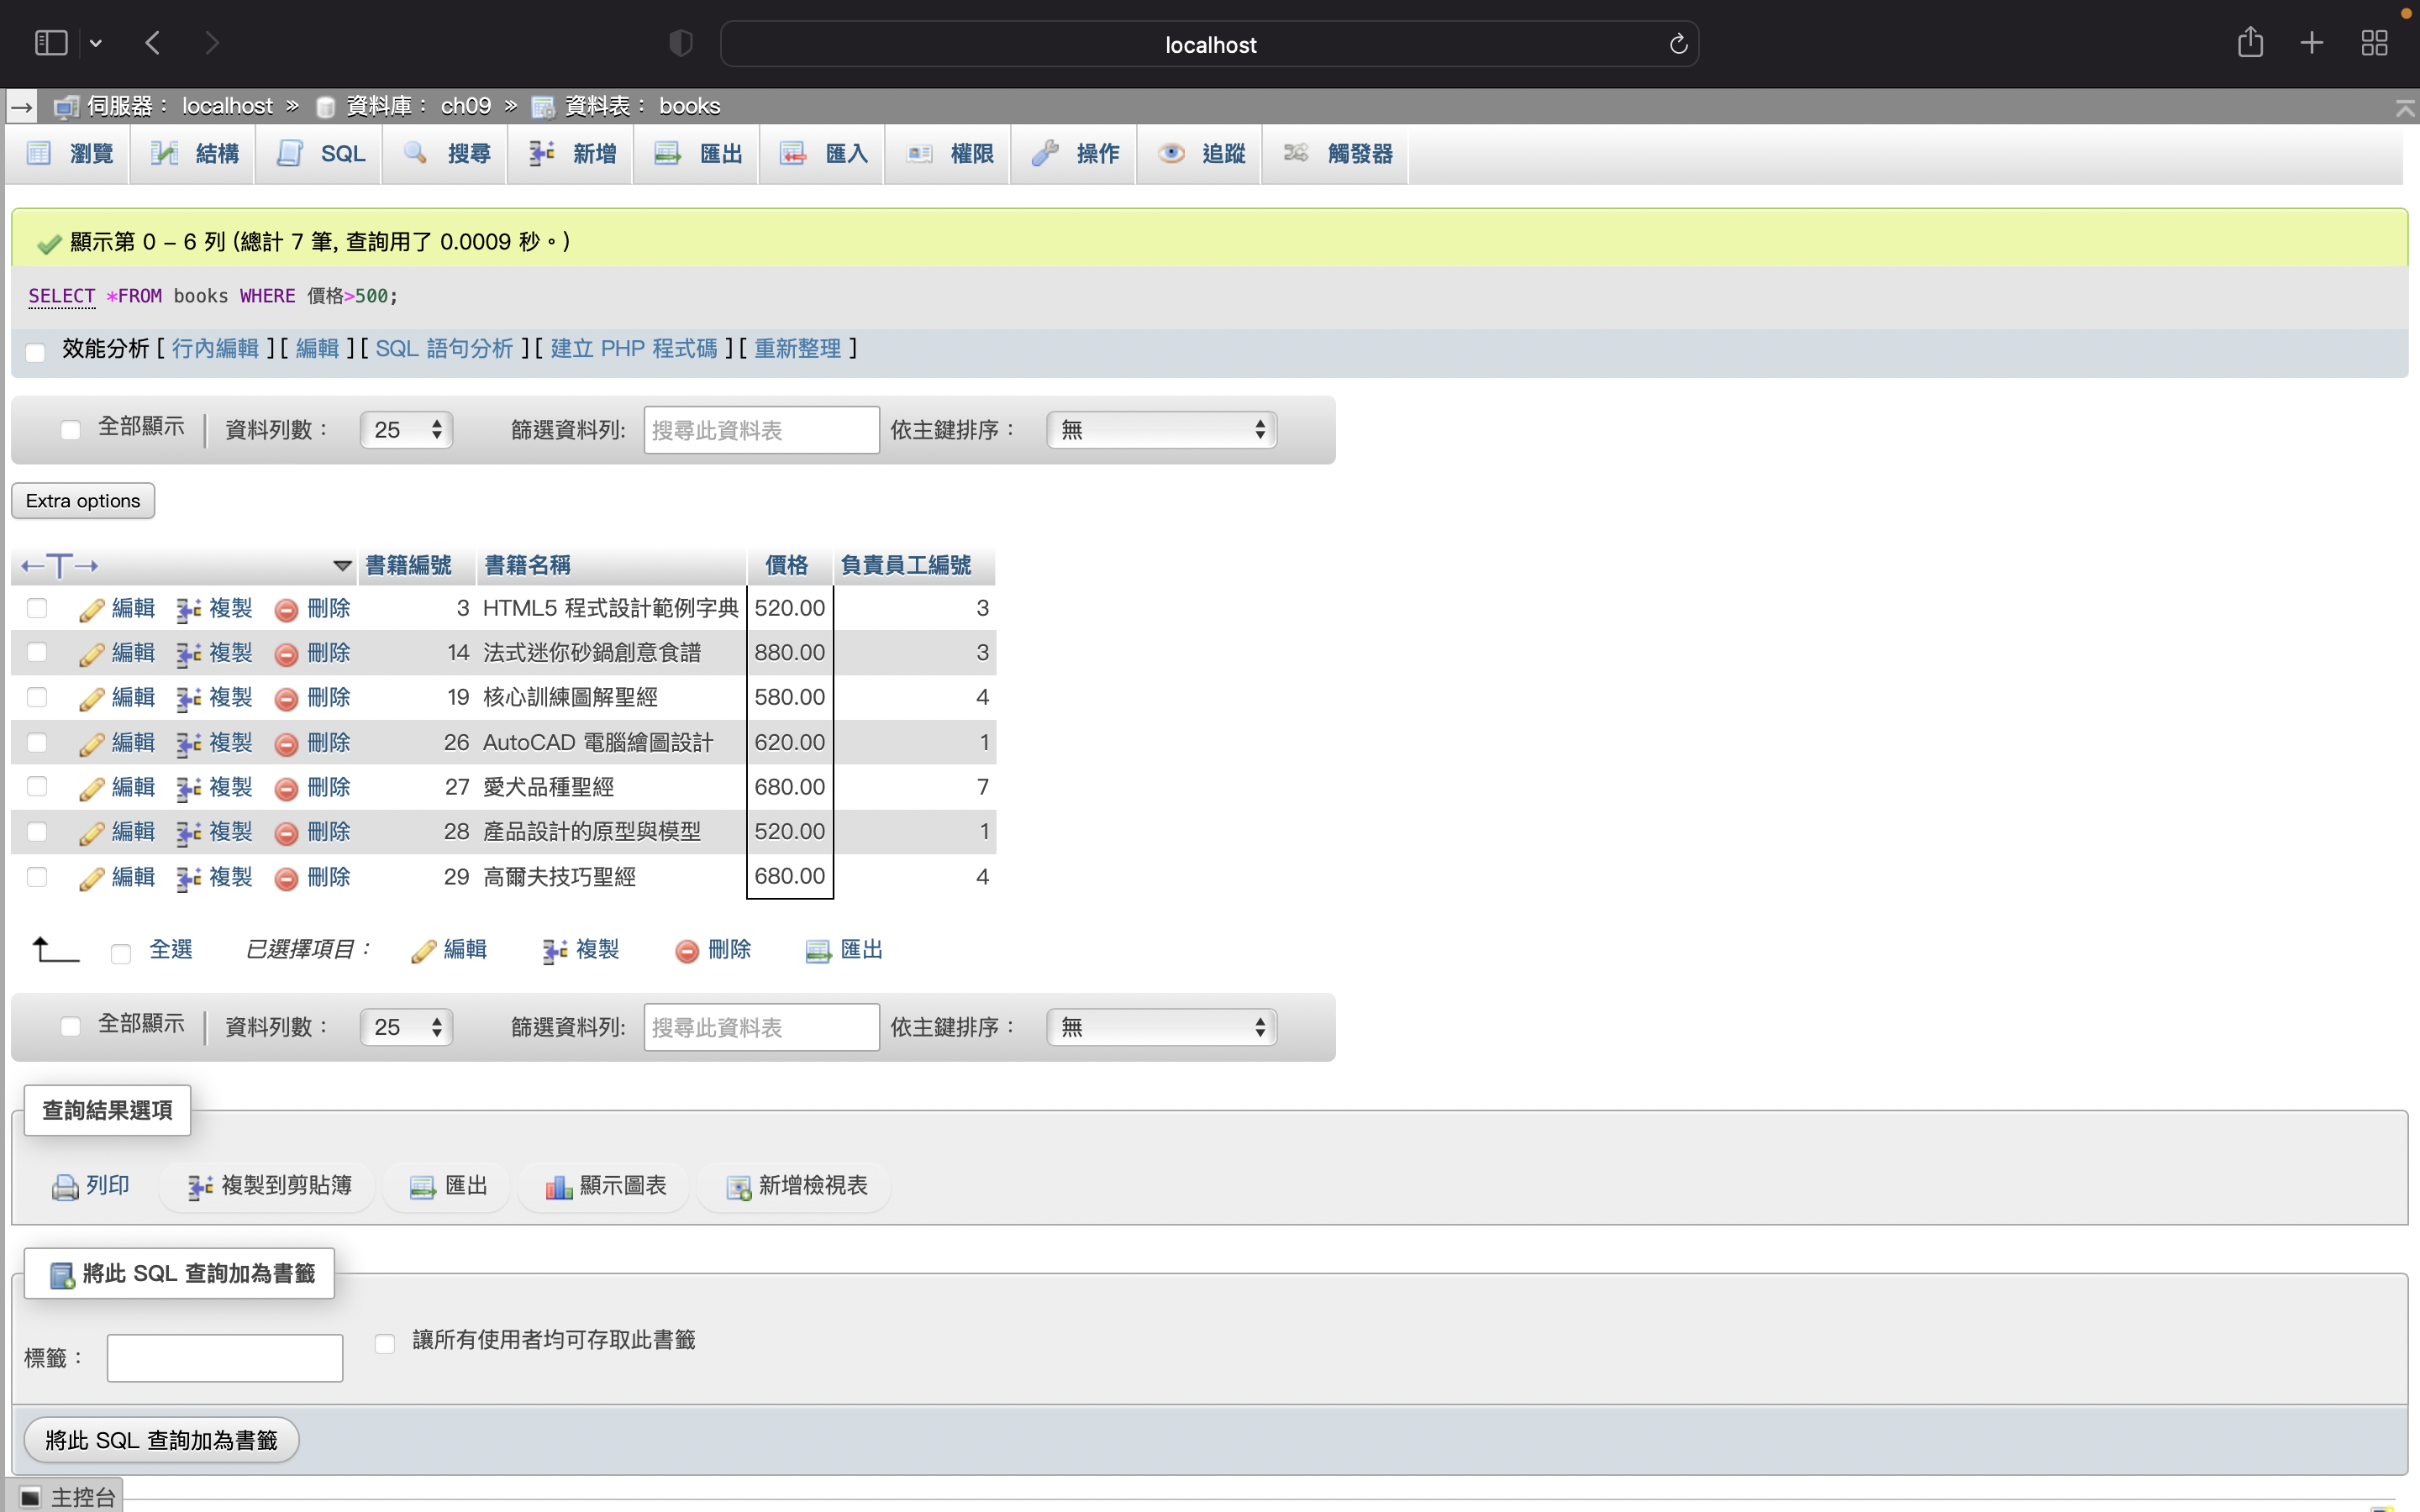 localhost
伺服器： localhost » 資料庫： ch09 » 資料表： books
瀏覽 結構 SQL 搜尋 新增 匯出 匯入 權限 操作 追蹤 觸發器
顯示第 0 – 6 列 (總計 7 筆, 查詢用了 0.0009 秒。)
SELECT *FROM books WHERE 價格>500;
效能分析 [ 行內編輯 ] [ 編輯 ] [ SQL 語句分析 ] [ 建立 PHP 程式碼 ] [ 重新整理 ]
全部顯示 資料列數： 25 篩選資料列: 搜尋此資料表 依主鍵排序： 無
Extra options
←T→ 書籍編號 書籍名稱 價格 負責員工編號
編輯 複製 刪除 3 HTML5 程式設計範例字典 520.00 3
編輯 複製 刪除 14 法式迷你砂鍋創意食譜 880.00 3
編輯 複製 刪除 19 核心訓練圖解聖經 580.00 4
編輯 複製 刪除 26 AutoCAD 電腦繪圖設計 620.00 1
編輯 複製 刪除 27 愛犬品種聖經 680.00 7
編輯 複製 刪除 28 產品設計的原型與模型 520.00 1
編輯 複製 刪除 29 高爾夫技巧聖經 680.00 4
全選 已選擇項目： 編輯 複製 刪除 匯出
全部顯示 資料列數： 25 篩選資料列: 搜尋此資料表 依主鍵排序： 無
查詢結果選項
列印 複製到剪貼簿 匯出 顯示圖表 新增檢視表
將此 SQL 查詢加為書籤
標籤： 讓所有使用者均可存取此書籤
將此 SQL 查詢加為書籤
主控台